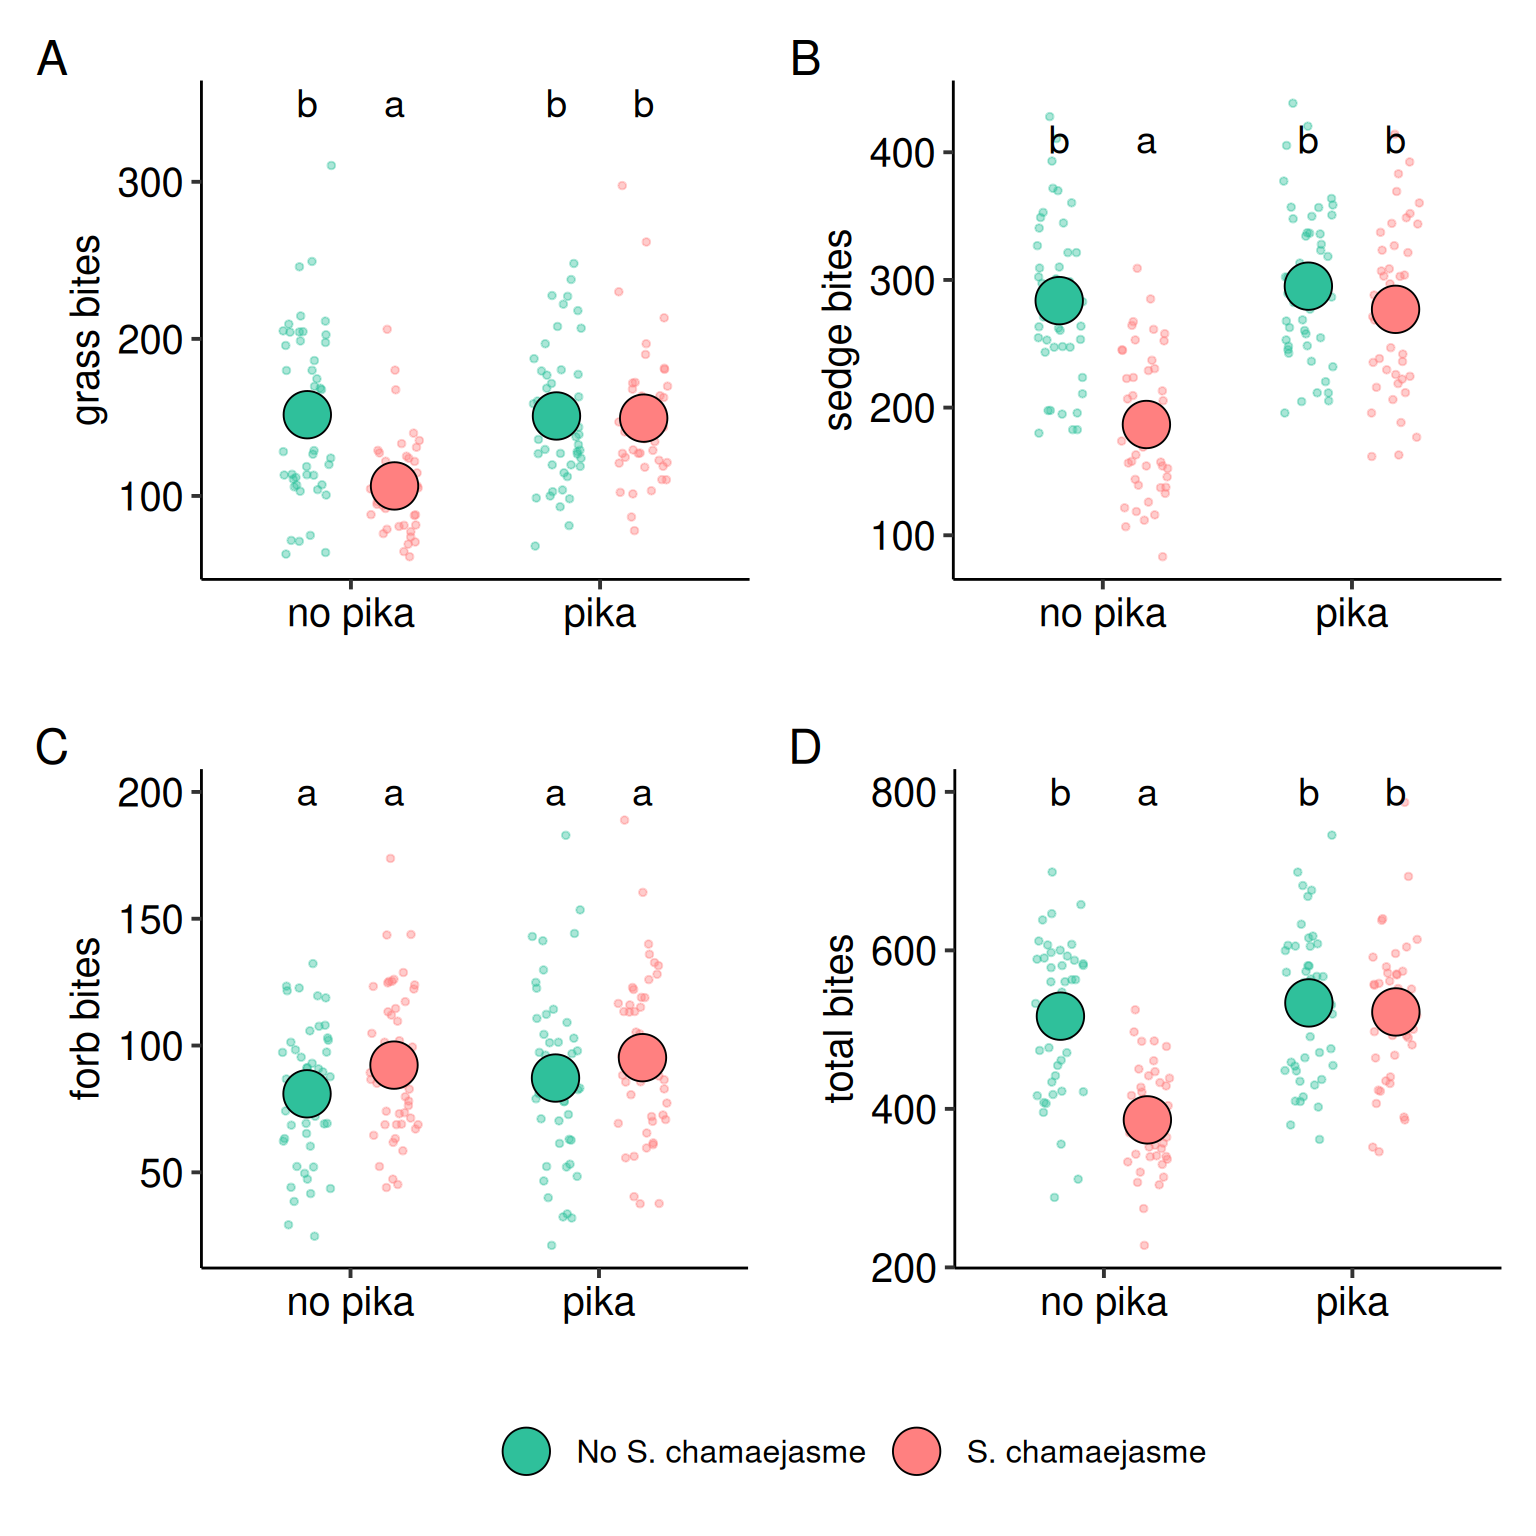 A
b a b b
300
200
100
grass bites
no pika pika
B
b a b b
400
300
200
100
sedge bites
no pika pika
C
a a a a
200
150
100
50
forb bites
no pika pika
D
b a b b
800
600
400
200
total bites
no pika pika
No S. chamaejasme S. chamaejasme